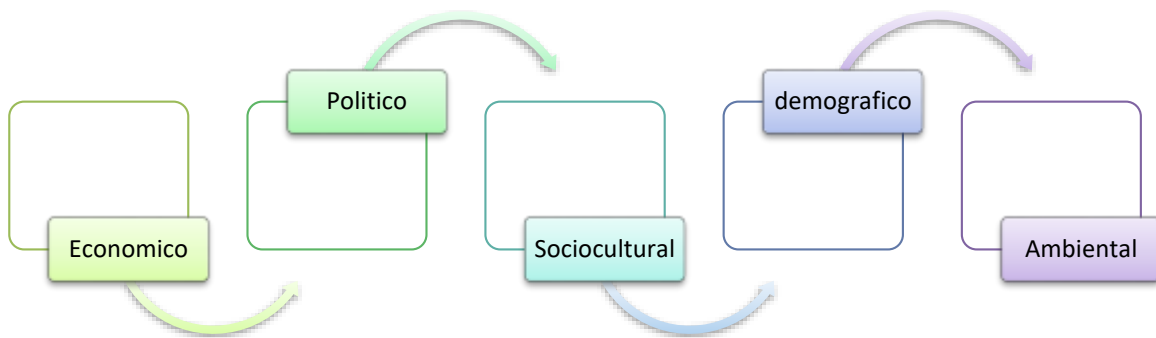 Economico
Politico
Sociocultural
demografico
Ambiental